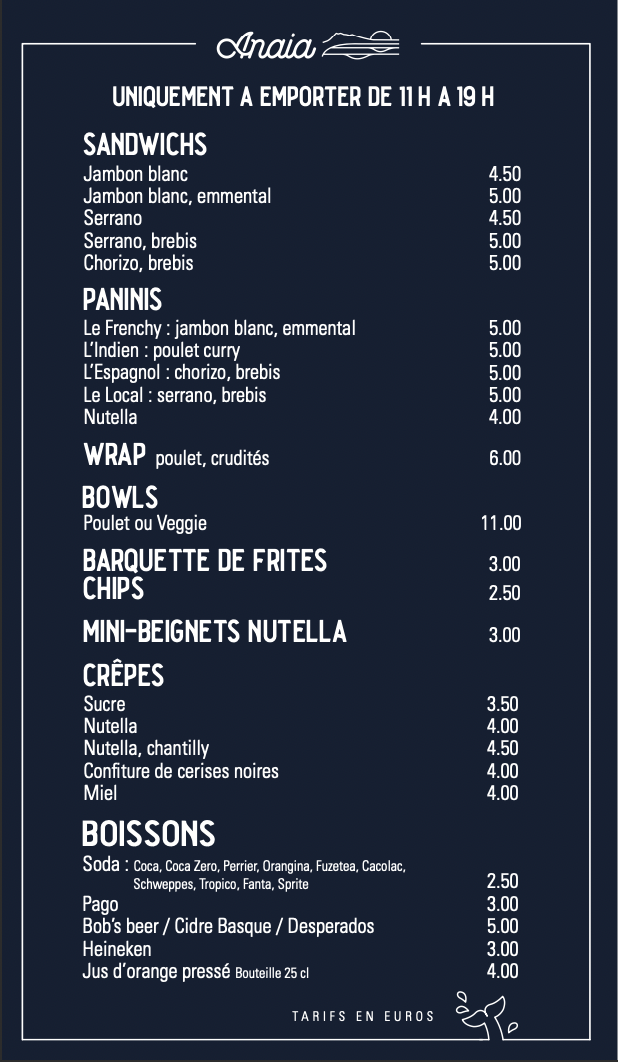 Anaia
UNIQUEMENT A EMPORTER DE 11 H A 19 H
SANDWICHS
Jambon blanc 4.50
Jambon blanc, emmental 5.00
Serrano 4.50
Serrano, brebis 5.00
Chorizo, brebis 5.00
PANINIS
Le Frenchy : jambon blanc, emmental 5.00
L'Indien : poulet curry 5.00
L'Espagnol : chorizo, brebis 5.00
Le Local : serrano, brebis 5.00
Nutella 4.00
WRAP poulet, crudités 6.00
BOWLS
Poulet ou Veggie 11.00
BARQUETTE DE FRITES 3.00
CHIPS 2.50
MINI-BEIGNETS NUTELLA 3.00
CRÊPES
Sucre 3.50
Nutella 4.00
Nutella, chantilly 4.50
Confiture de cerises noires 4.00
Miel 4.00
BOISSONS
Soda : Coca, Coca Zero, Perrier, Orangina, Fuzetea, Cacolac,
Schweppes, Tropico, Fanta, Sprite 2.50
Pago 3.00
Bob's beer / Cidre Basque / Desperados 5.00
Heineken 3.00
Jus d'orange pressé Bouteille 25 cl 4.00
TARIFS EN EUROS